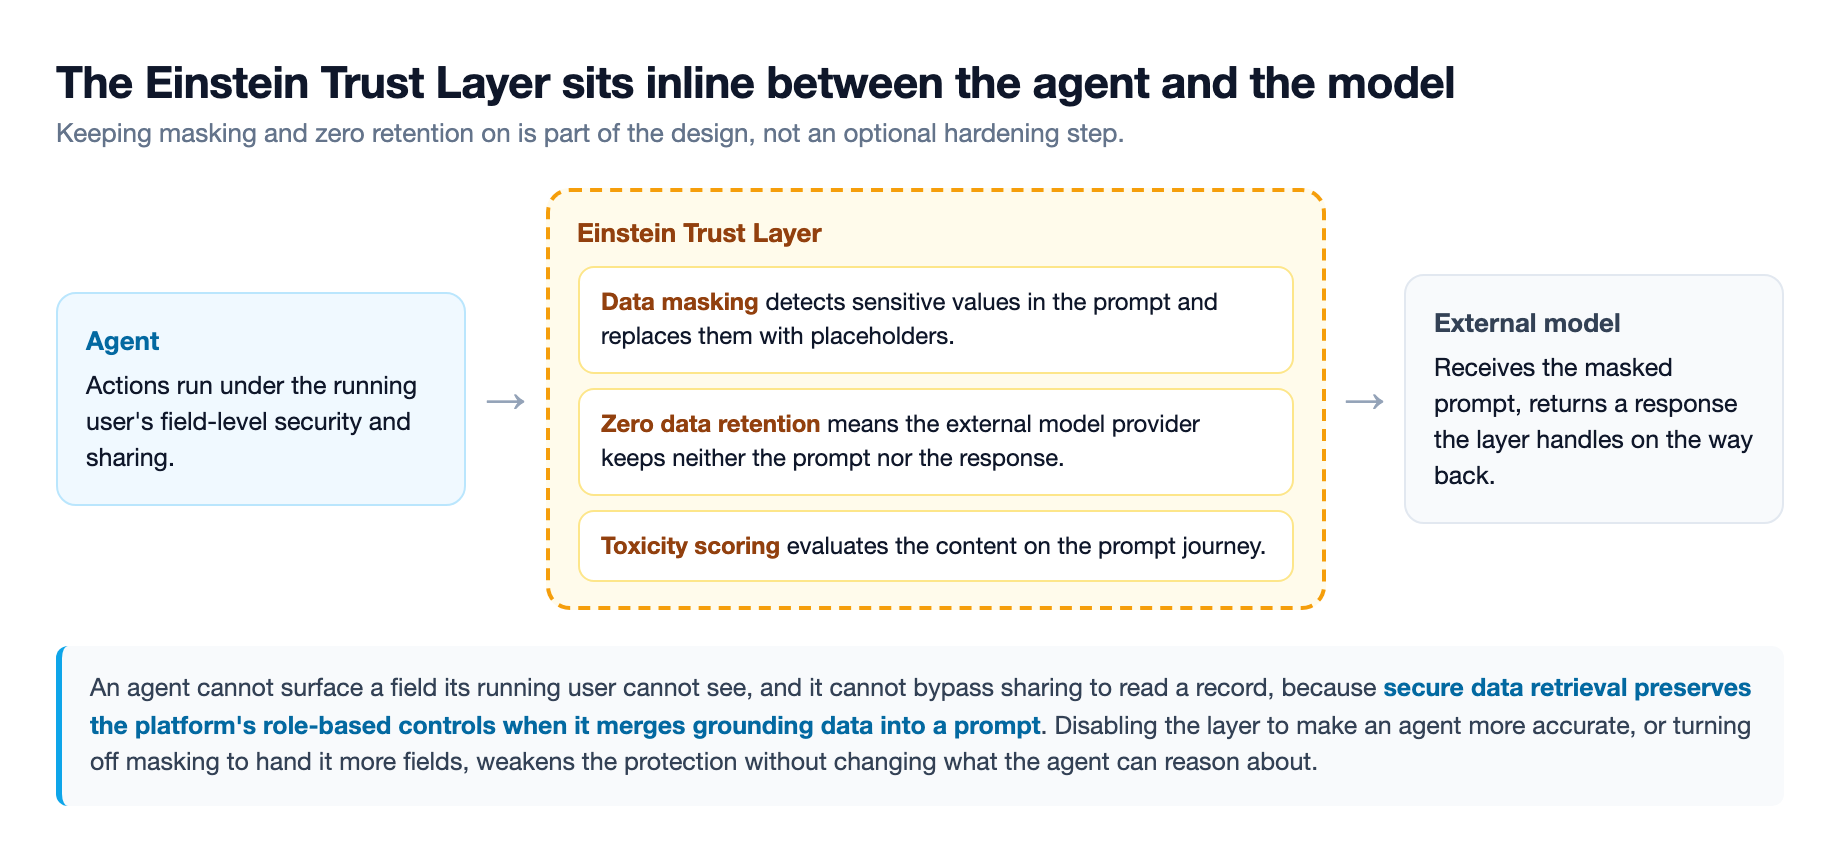 The Einstein Trust Layer sits inline between the agent and the model
Keeping masking and zero retention on is part of the design, not an optional hardening step.
Agent
Actions run under the running
user's field-level security and
sharing.
→
Einstein Trust Layer
Data masking detects sensitive values in the prompt and
replaces them with placeholders.
Zero data retention means the external model provider
keeps neither the prompt nor the response.
Toxicity scoring evaluates the content on the prompt journey.
→
External model
Receives the masked
prompt, returns a response
the layer handles on the way
back.
An agent cannot surface a field its running user cannot see, and it cannot bypass sharing to read a record, because secure data retrieval preserves
the platform's role-based controls when it merges grounding data into a prompt. Disabling the layer to make an agent more accurate, or turning
off masking to hand it more fields, weakens the protection without changing what the agent can reason about.